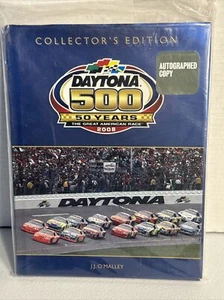 COLLECTOR'S EDITION
AUTOGRAPHED
COPY
DAYTONA
500
50 YEARS
THE GREAT AMERICAN RACE
2008
DAYTONA
J.J. O'MALLEY